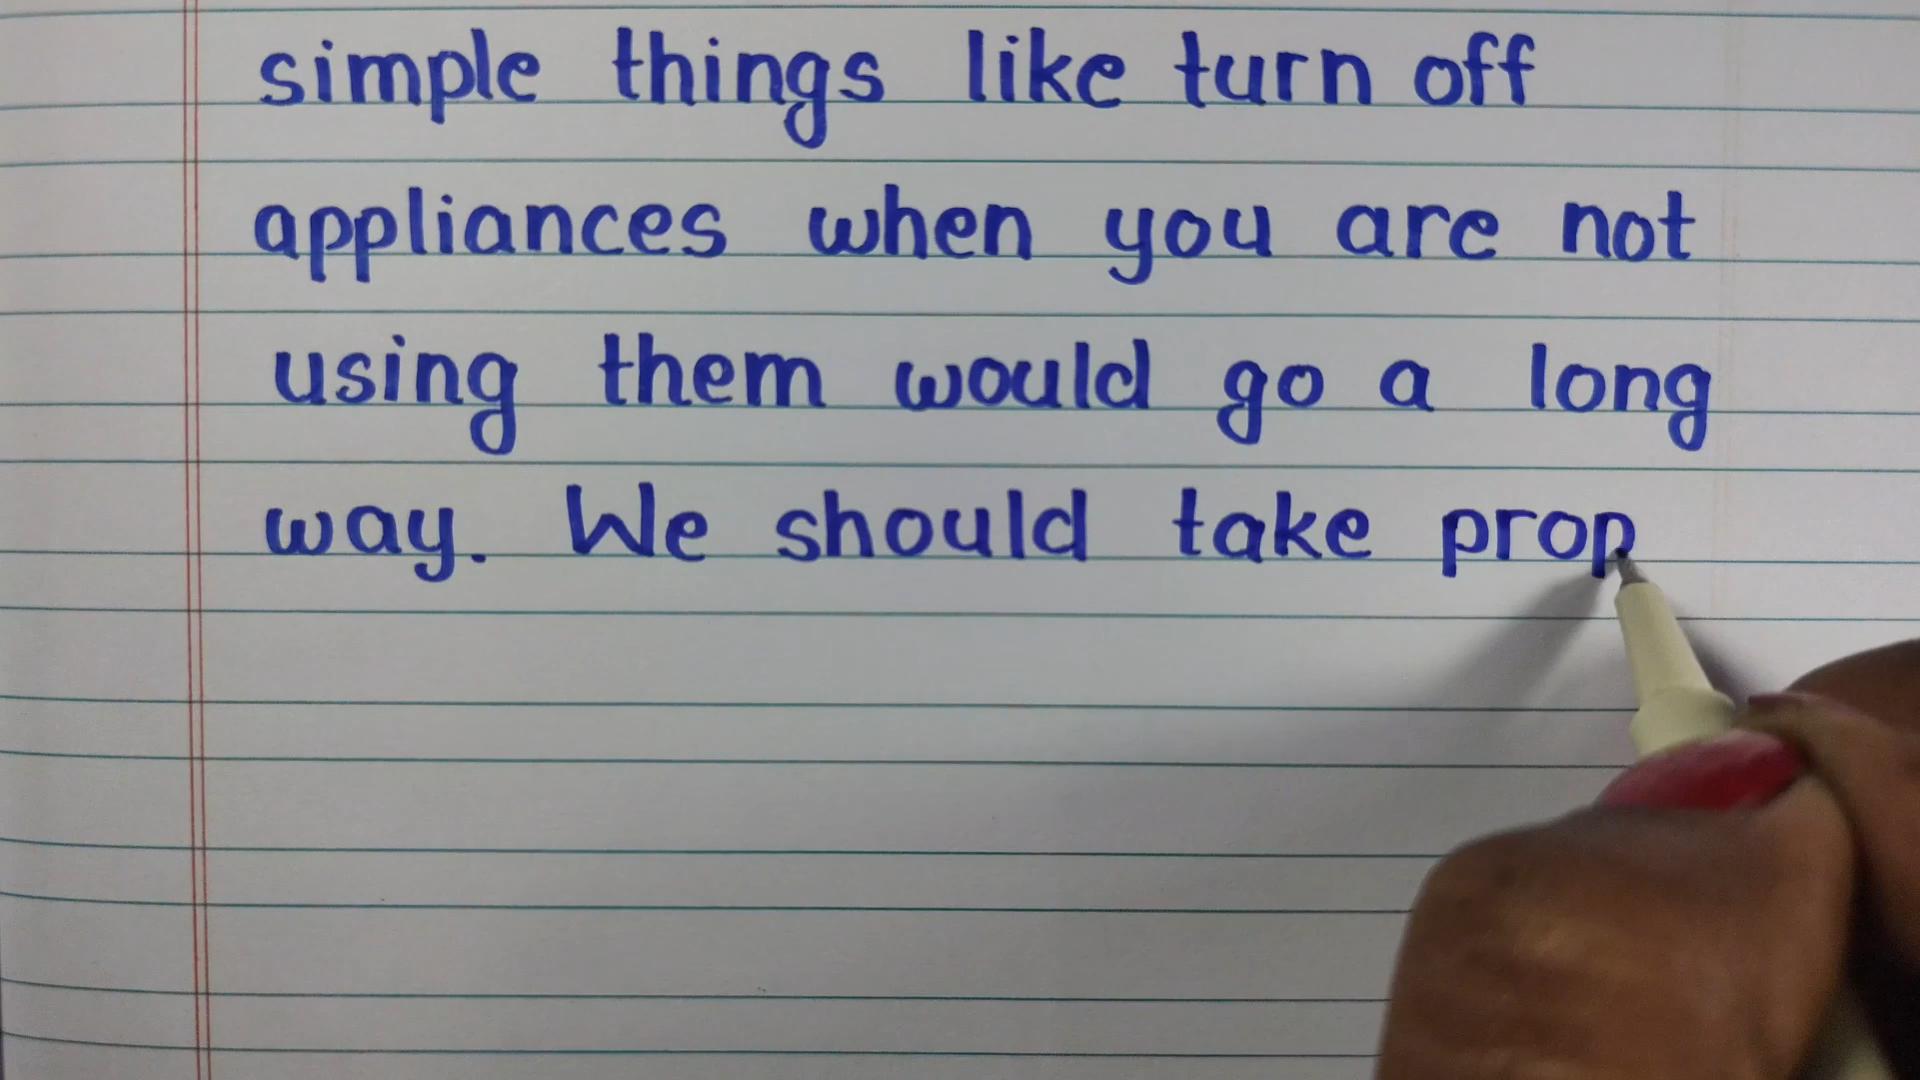 simple things like turn off
appliances when you are not
using them would go a long
way. We should take prop